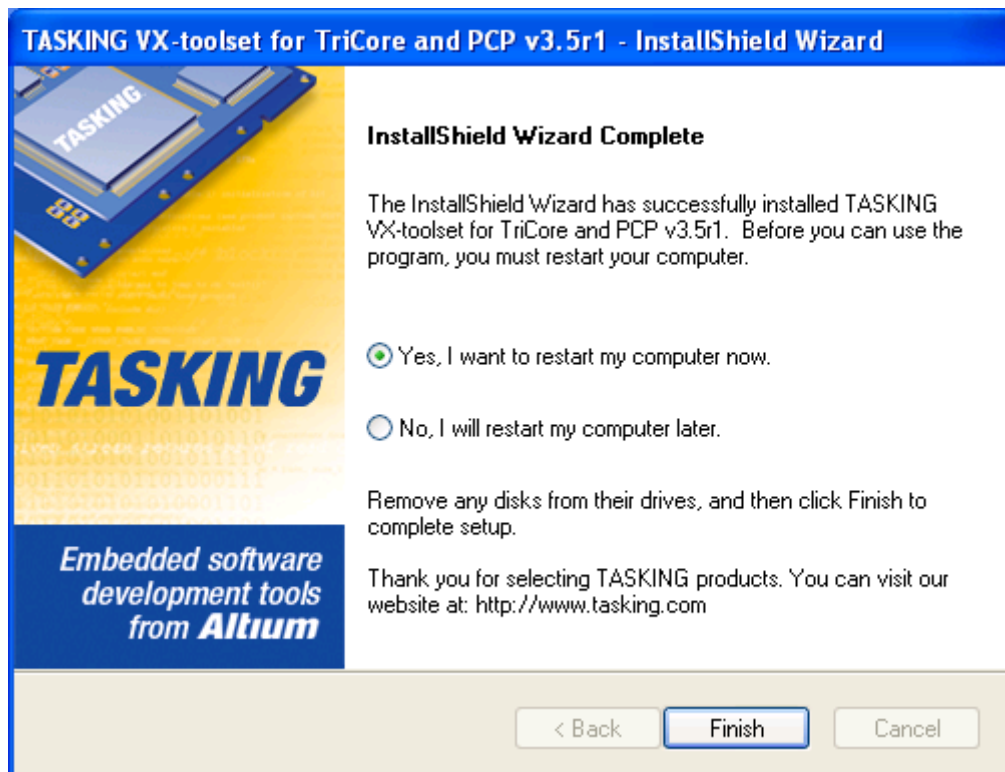 TASKING VX-toolset for TriCore and PCP v3.5r1 - InstallShield Wizard
TASKING
TASKING
Embedded software
development tools
from Altium
InstallShield Wizard Complete
The InstallShield Wizard has successfully installed TASKING
VX-toolset for TriCore and PCP v3.5r1.  Before you can use the
program, you must restart your computer.
Yes, I want to restart my computer now.
No, I will restart my computer later.
Remove any disks from their drives, and then click Finish to
complete setup.
Thank you for selecting TASKING products. You can visit our
website at: http://www.tasking.com
< Back
Finish
Cancel